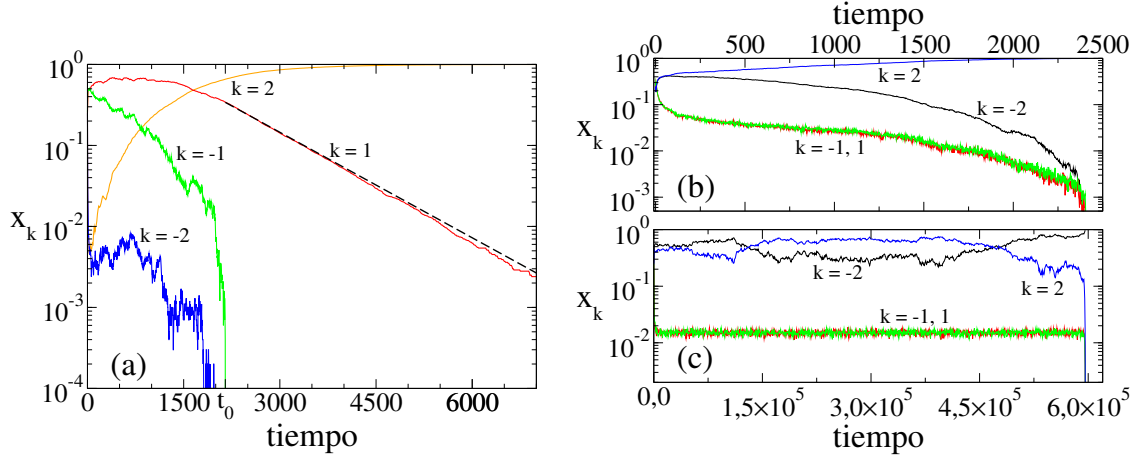 10^0
10^-1
x_k 10^-2
10^-3
10^-4
k = 2
k = -1
k = 1
k = -2
(a)
0 1500 t_0 3000 4500 6000
tiempo
tiempo
0 500 1000 1500 2000 2500
10^0
10^-1
x_k
10^-2
10^-3
k = 2
k = -2
k = -1, 1
(b)
10^0
x_k 10^-1
10^-2
k = -2
k = 2
k = -1, 1
(c)
0,0 1,5×10^5 3,0×10^5 4,5×10^5 6,0×10^5
tiempo